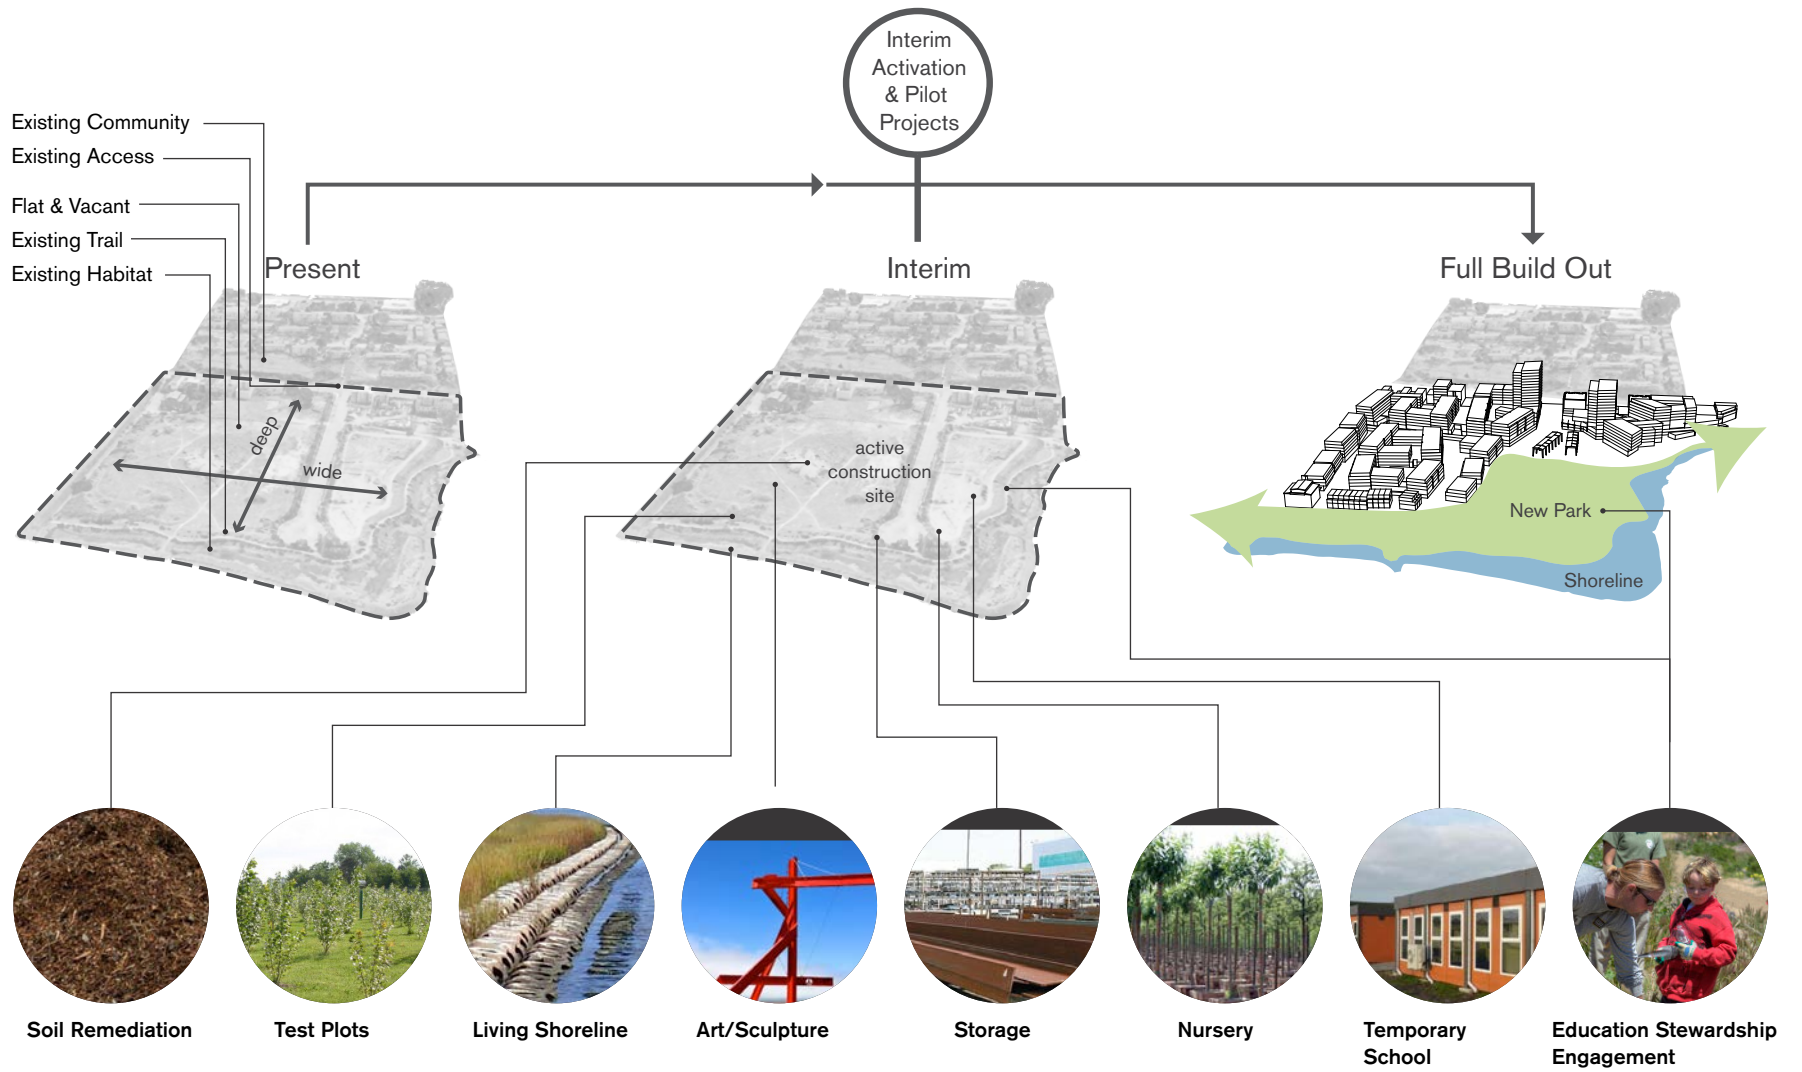 Interim
Activation
& Pilot
Projects
Existing Community
Existing Access
Flat & Vacant
Existing Trail
Existing Habitat
Present
Interim
Full Build Out
deep
wide
active
construction
site
New Park
Shoreline
Soil Remediation
Test Plots
Living Shoreline
Art/Sculpture
Storage
Nursery
Temporary
School
Education Stewardship
Engagement